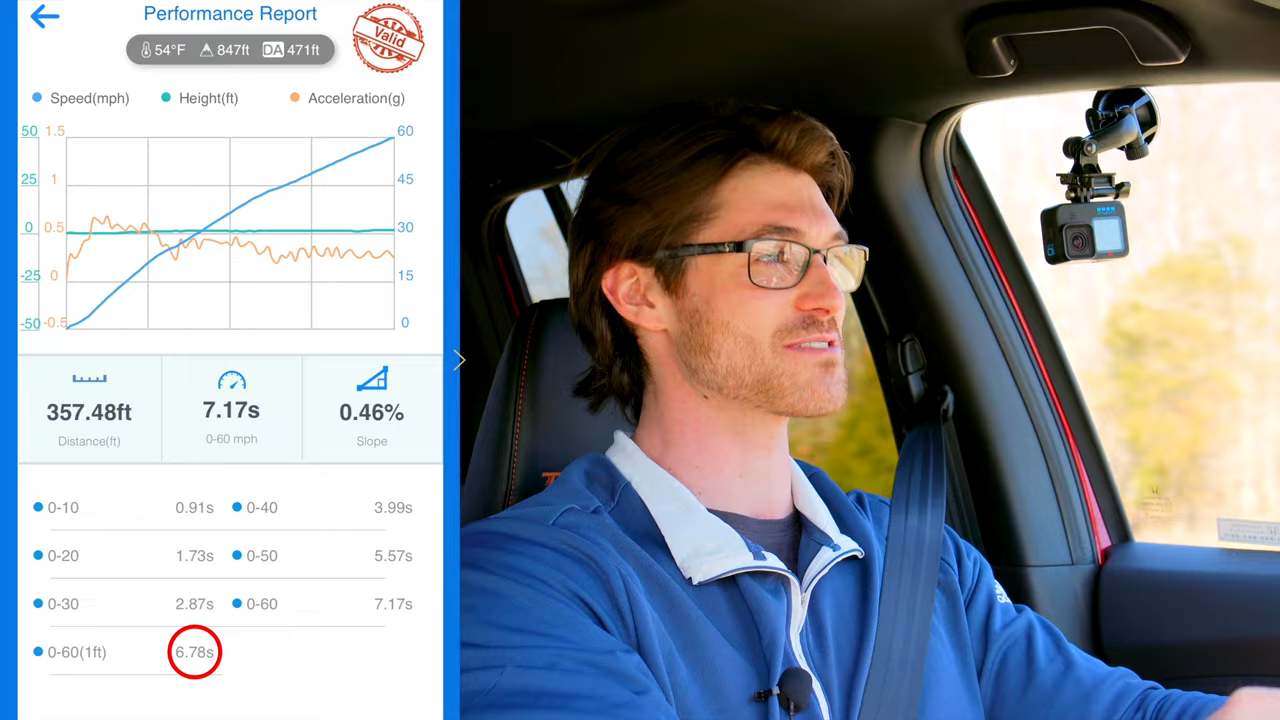 Performance Report
Valid
54°F 847ft DA 471ft
Speed(mph) Height(ft) Acceleration(g)
50 1.5 60
25 1 45
0 0.5 30
-25 0 15
-50 -0.5 0
357.48ft 7.17s 0.46%
Distance(ft) 0-60 mph Slope
0-10 0.91s 0-40 3.99s
0-20 1.73s 0-50 5.57s
0-30 2.87s 0-60 7.17s
0-60(1ft) 6.78s